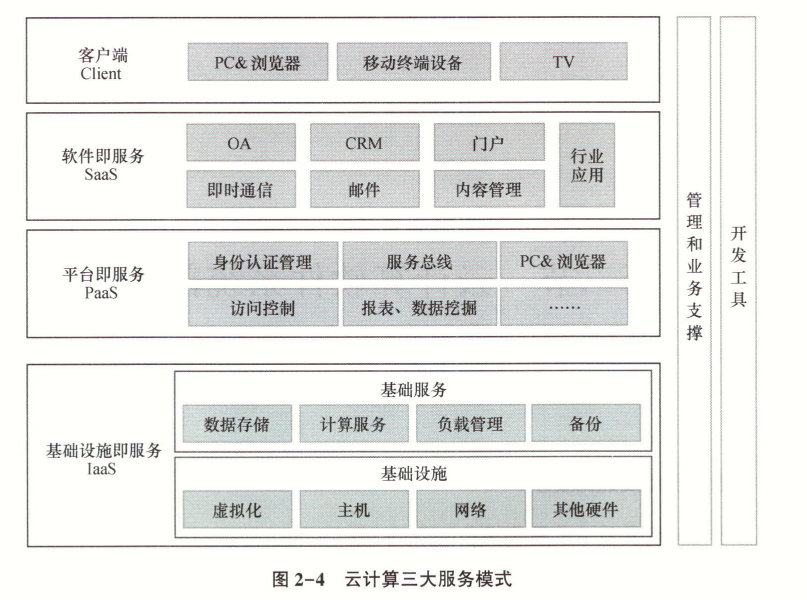 客户端
Client
PC& 浏览器
移动终端设备
TV
软件即服务
SaaS
OA
CRM
门户
行业
应用
即时通信
邮件
内容管理
平台即服务
PaaS
身份认证管理
服务总线
PC& 浏览器
访问控制
报表、数据挖掘
……
基础设施即服务
IaaS
基础服务
数据存储
计算服务
负载管理
备份
基础设施
虚拟化
主机
网络
其他硬件
管理和业务支撑
开发工具
图 2-4 云计算三大服务模式